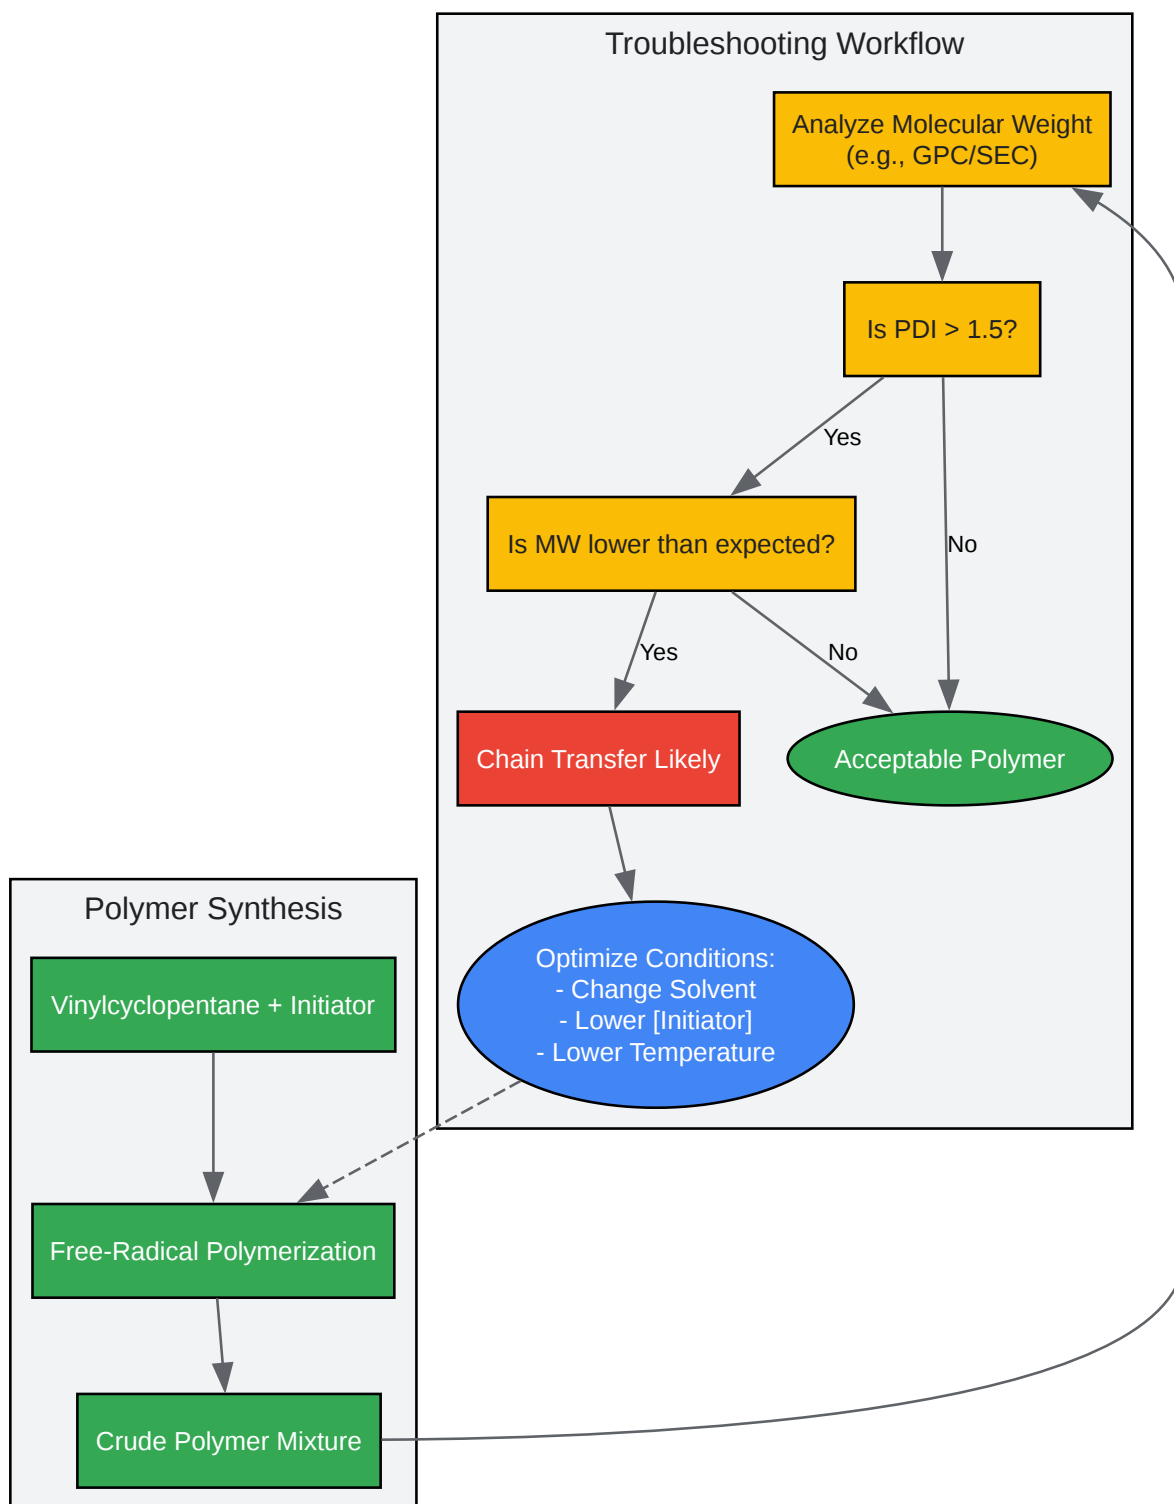 Troubleshooting Workflow
Analyze Molecular Weight
(e.g., GPC/SEC)
Is PDI > 1.5?
Yes
No
Is MW lower than expected?
Yes
No
Chain Transfer Likely
Acceptable Polymer
Optimize Conditions:
- Change Solvent
- Lower [Initiator]
- Lower Temperature
Polymer Synthesis
Vinylcyclopentane + Initiator
Free-Radical Polymerization
Crude Polymer Mixture